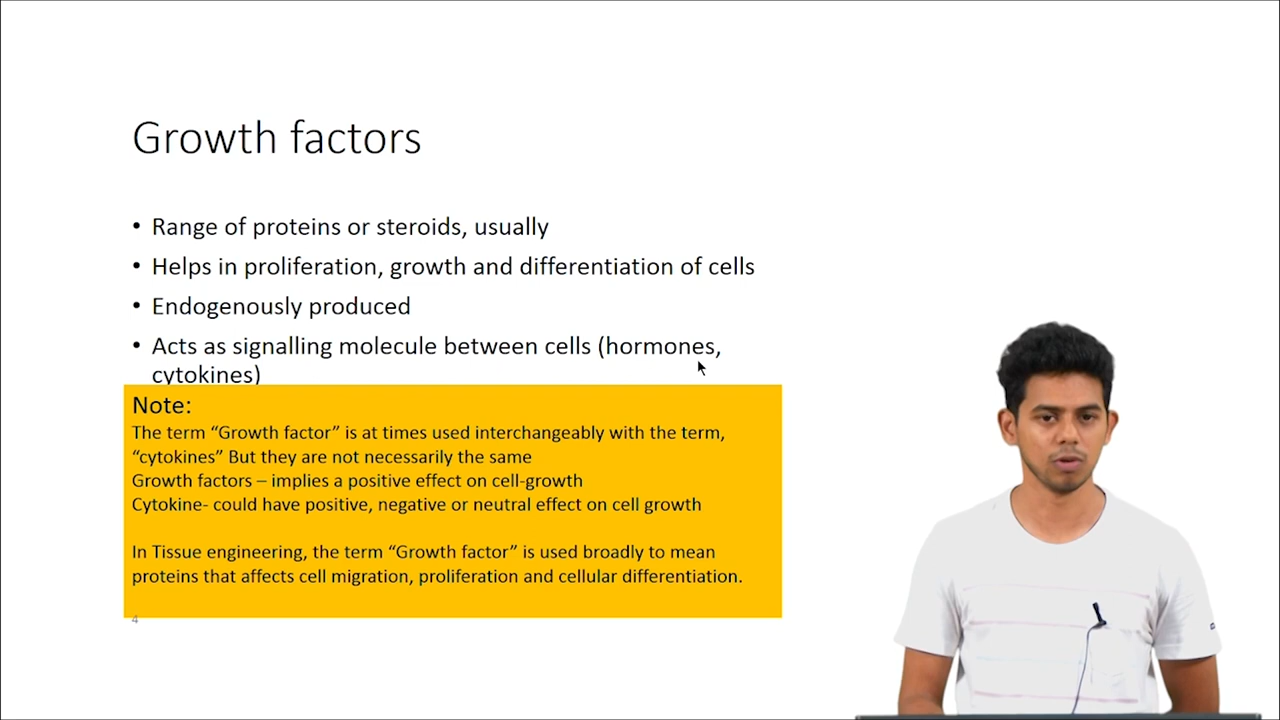 Growth factors
• Range of proteins or steroids, usually
• Helps in proliferation, growth and differentiation of cells
• Endogenously produced
• Acts as signalling molecule between cells (hormones,
cytokines)
Note:
The term “Growth factor” is at times used interchangeably with the term,
“cytokines” But they are not necessarily the same
Growth factors – implies a positive effect on cell-growth
Cytokine- could have positive, negative or neutral effect on cell growth
In Tissue engineering, the term “Growth factor” is used broadly to mean
proteins that affects cell migration, proliferation and cellular differentiation.
4